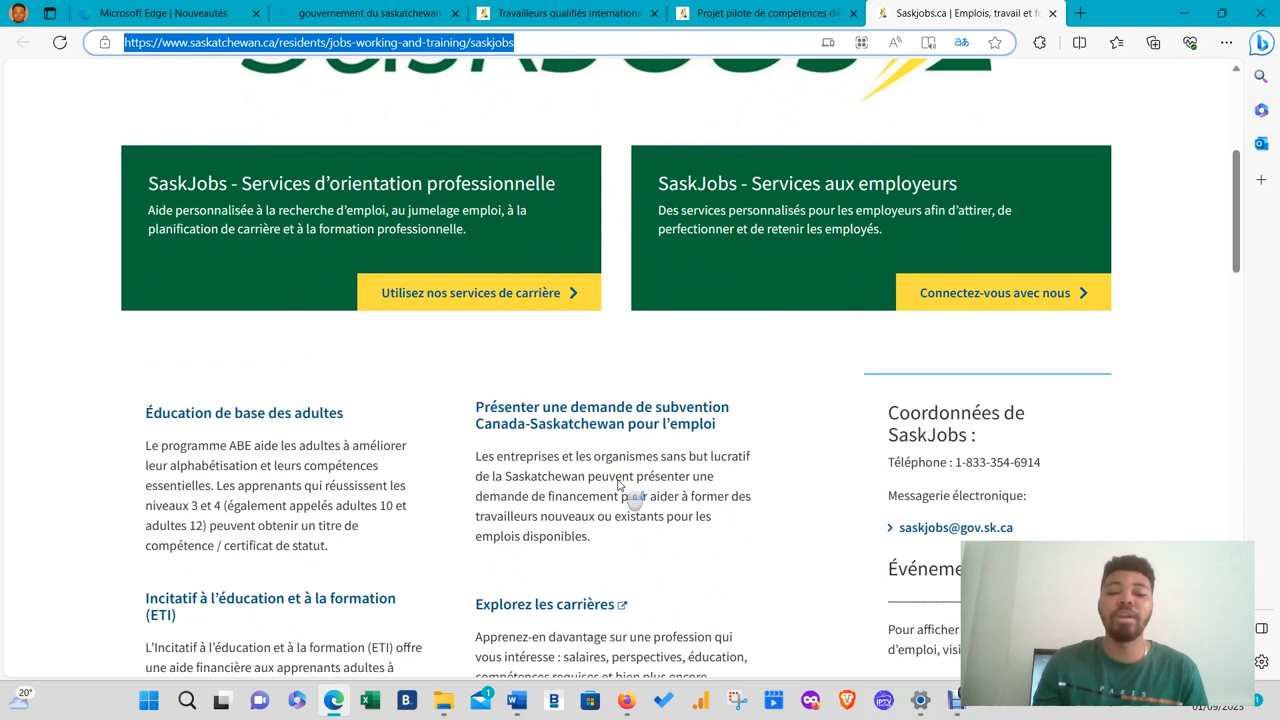 Microsoft Edge | Nouveautés
gouvernement du saskatchewan
Travailleurs qualifiés internationa
Projet pilote de compétences dif
Saskjobs.ca | Emplois, travail et fo
https://www.saskatchewan.ca/residents/jobs-working-and-training/saskjobs
SaskJobs - Services d’orientation professionnelle
Aide personnalisée à la recherche d’emploi, au jumelage emploi, à la
planification de carrière et à la formation professionnelle.
Utilisez nos services de carrière
SaskJobs - Services aux employeurs
Des services personnalisés pour les employeurs afin d’attirer, de
perfectionner et de retenir les employés.
Connectez-vous avec nous
Éducation de base des adultes
Le programme ABE aide les adultes à améliorer
leur alphabétisation et leurs compétences
essentielles. Les apprenants qui réussissent les
niveaux 3 et 4 (également appelés adultes 10 et
adultes 12) peuvent obtenir un titre de
compétence / certificat de statut.
Incitatif à l’éducation et à la formation
(ETI)
L’Incitatif à l’éducation et à la formation (ETI) offre
une aide financière aux apprenants adultes à
Présenter une demande de subvention
Canada-Saskatchewan pour l’emploi
Les entreprises et les organismes sans but lucratif
de la Saskatchewan peuvent présenter une
demande de financement pour aider à former des
travailleurs nouveaux ou existants pour les
emplois disponibles.
Explorez les carrières
Apprenez-en davantage sur une profession qui
vous intéresse : salaires, perspectives, éducation,
compétences requises et bien plus encore
Coordonnées de
SaskJobs :
Téléphone : 1-833-354-6914
Messagerie électronique:
saskjobs@gov.sk.ca
Événeme
Pour afficher
d’emploi, visi
PARIS
20°
01/09/2023